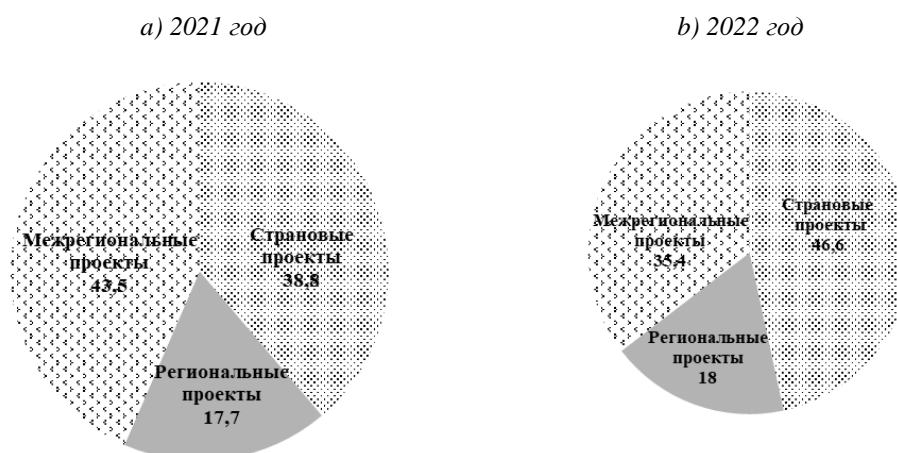 a) 2021 год
b) 2022 год
Межрегиональные
проекты
43,5
Страновые
проекты
38,8
Региональные
проекты
17,7
Межрегиональные
проекты
35,4
Страновые
проекты
46,6
Региональные
проекты
18